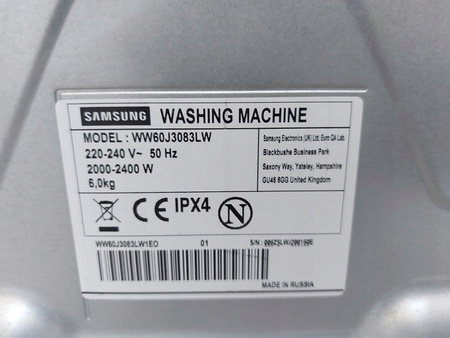 SAMSUNG WASHING MACHINE
MODEL : WW60J3083LW
220-240 V~ 50 Hz
2000-2400 W
6,0kg
Samsung Electronics (UK) Ltd. Euro QA Lab.
Blackbushe Business Park
Saxony Way, Yateley, Hampshire
GU46 6GG United Kingdom
CE IPX4 N
WW60J3083LW1EO 01 S/N :
MADE IN RUSSIA